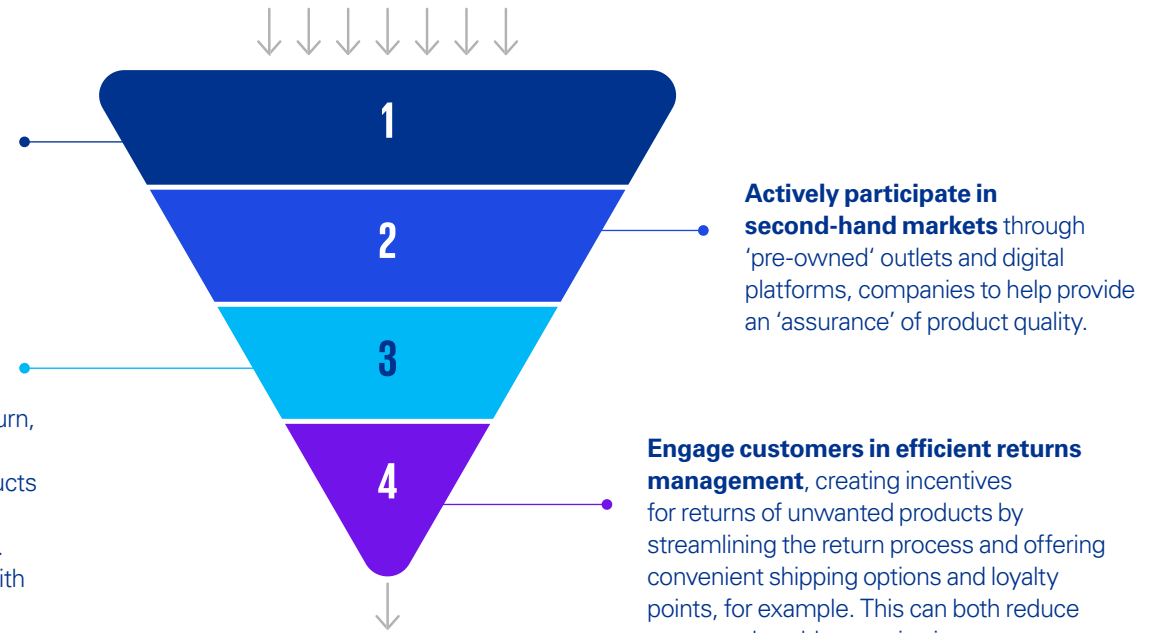 1
2
Actively participate in
second-hand markets through
‘pre-owned‘ outlets and digital
platforms, companies to help provide
an ‘assurance’ of product quality.
3
urn,
ucts
.
ith
4
Engage customers in efficient returns
management, creating incentives
for returns of unwanted products by
streamlining the return process and offering
convenient shipping options and loyalty
points, for example. This can both reduce